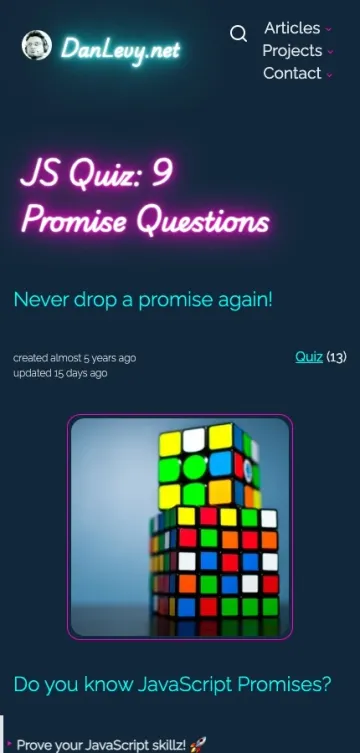 DanLevy.net
Articles
Projects
Contact
JS Quiz: 9
Promise Questions
Never drop a promise again!
created almost 5 years ago
Quiz (13)
updated 15 days ago
Do you know JavaScript Promises?
Prove your JavaScript skillz! 🚀